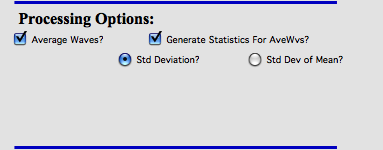 Processing Options:
Average Waves? Generate Statistics For AveWvs?
Std Deviation? Std Dev of Mean?